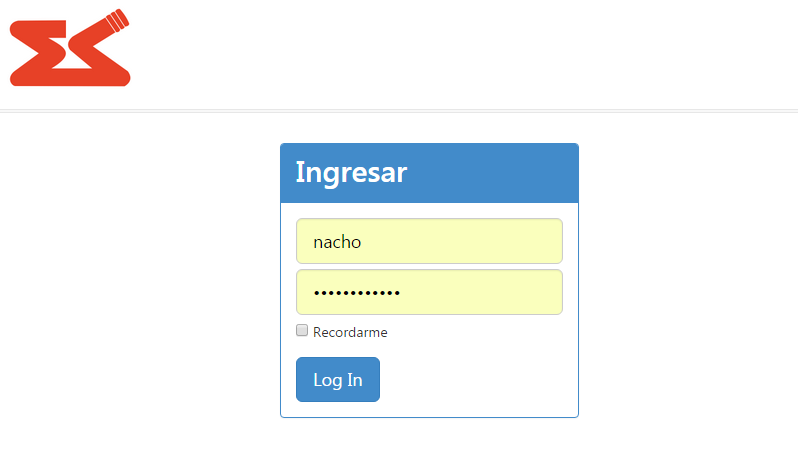 Ingresar
nacho
••••••••••••
Recordarme
Log In